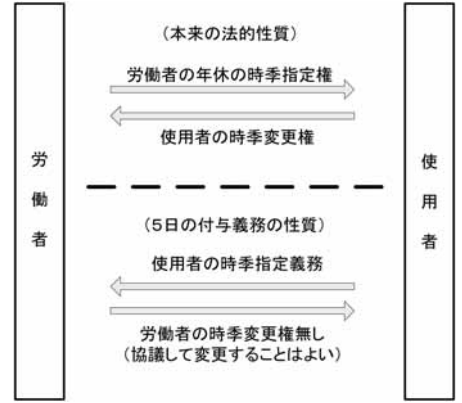 労働者
(本来の法的性質)
労働者の年休の時季指定権
使用者の時季変更権
(5日の付与義務の性質)
使用者の時季指定義務
労働者の時季変更権無し
(協議して変更することはよい)
使用者